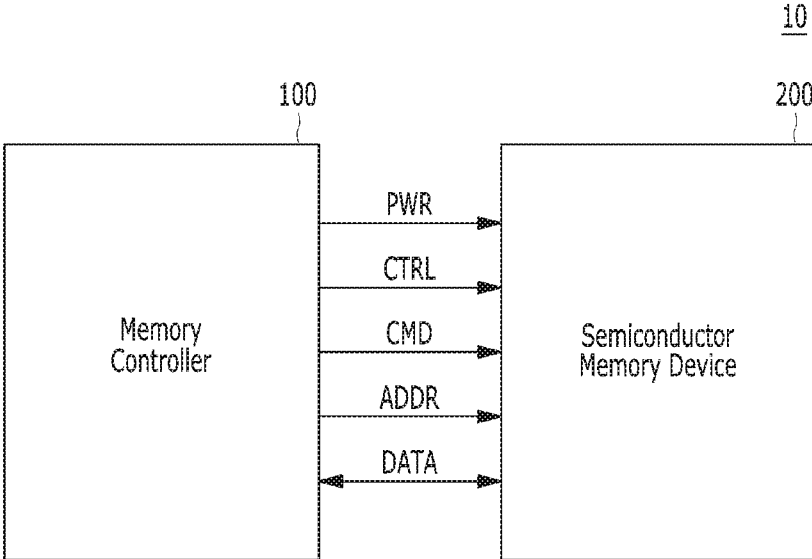 10
100
200
PWR
CTRL
Memory
Controller
CMD
Semiconductor
Memory Device
ADDR
DATA